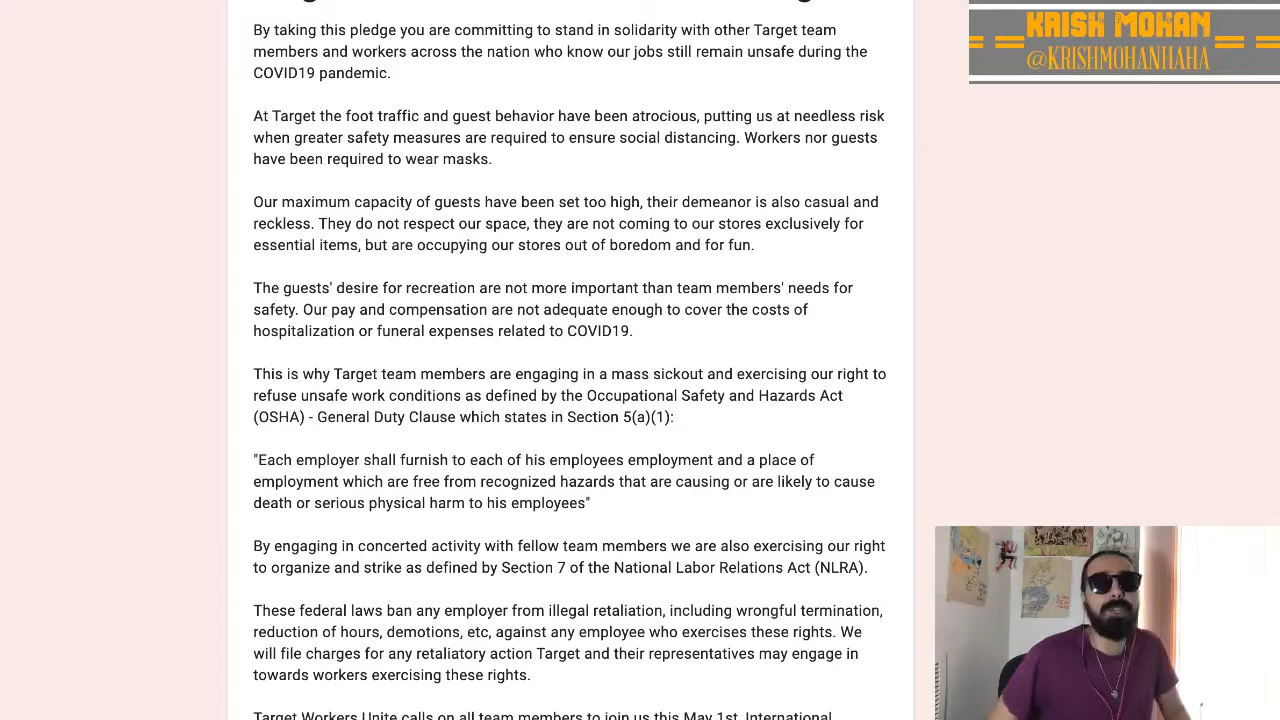 KRISH MOHAN
@KRISHMOHANHAHA
By taking this pledge you are committing to stand in solidarity with other Target team
members and workers across the nation who know our jobs still remain unsafe during the
COVID19 pandemic.
At Target the foot traffic and guest behavior have been atrocious, putting us at needless risk
when greater safety measures are required to ensure social distancing. Workers nor guests
have been required to wear masks.
Our maximum capacity of guests have been set too high, their demeanor is also casual and
reckless. They do not respect our space, they are not coming to our stores exclusively for
essential items, but are occupying our stores out of boredom and for fun.
The guests' desire for recreation are not more important than team members' needs for
safety. Our pay and compensation are not adequate enough to cover the costs of
hospitalization or funeral expenses related to COVID19.
This is why Target team members are engaging in a mass sickout and exercising our right to
refuse unsafe work conditions as defined by the Occupational Safety and Hazards Act
(OSHA) - General Duty Clause which states in Section 5(a)(1):
"Each employer shall furnish to each of his employees employment and a place of
employment which are free from recognized hazards that are causing or are likely to cause
death or serious physical harm to his employees"
By engaging in concerted activity with fellow team members we are also exercising our right
to organize and strike as defined by Section 7 of the National Labor Relations Act (NLRA).
These federal laws ban any employer from illegal retaliation, including wrongful termination,
reduction of hours, demotions, etc, against any employee who exercises these rights. We
will file charges for any retaliatory action Target and their representatives may engage in
towards workers exercising these rights.
Target Workers Unite calls on all team members to join us this May 1st, International